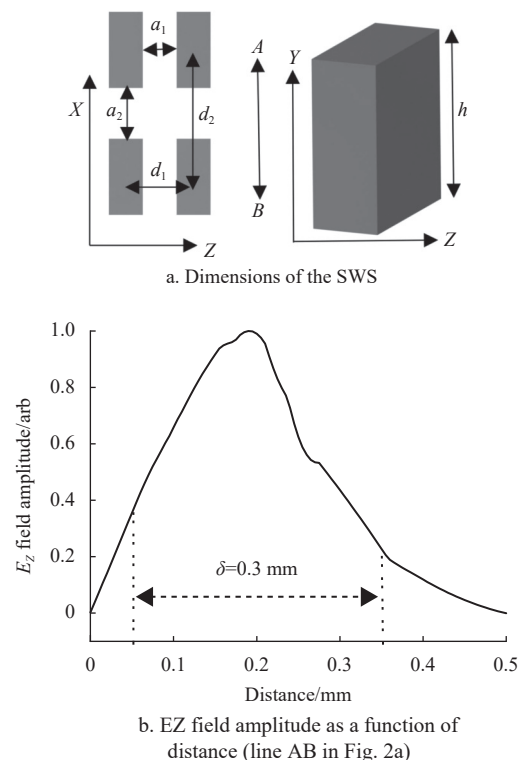 a1
A
Y
X
a2
d2
h
d1
B
Z
Z
a. Dimensions of the SWS
1.0
0.8
0.6
0.4
0.2
0
EZ field amplitude/arb
δ=0.3 mm
0 0.1 0.2 0.3 0.4 0.5
Distance/mm
b. EZ field amplitude as a function of
distance (line AB in Fig. 2a)